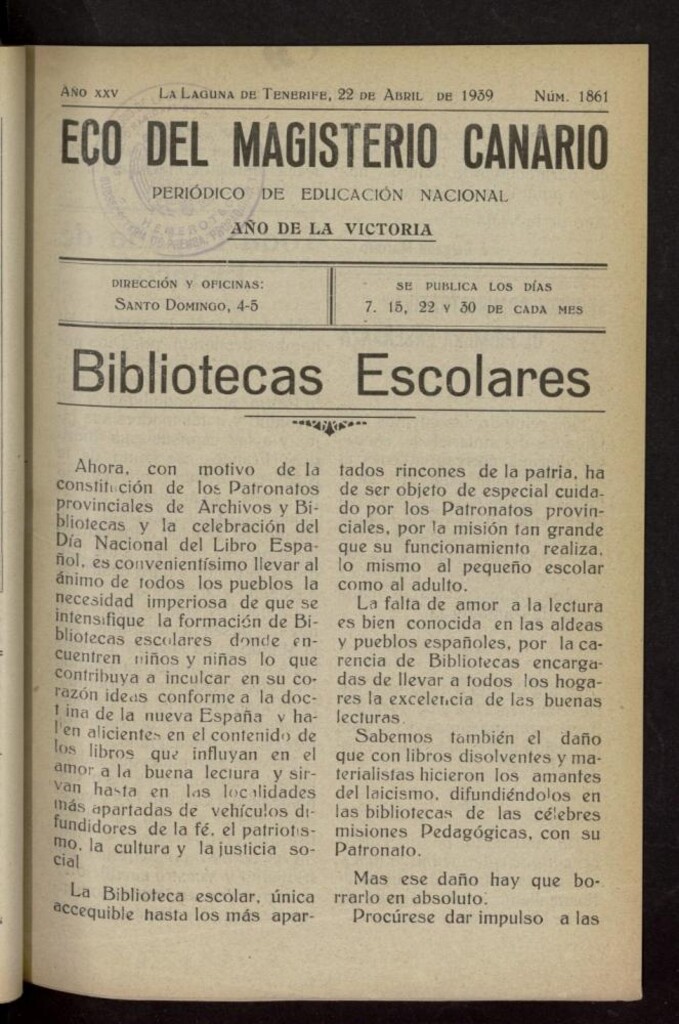 AÑO XXV LA LAGUNA DE TENERIFE, 22 DE ABRIL DE 1939 NÚM. 1861
ECO DEL MAGISTERIO CANARIO
PERIÓDICO DE EDUCACIÓN NACIONAL
AÑO DE LA VICTORIA
DIRECCIÓN Y OFICINAS:
SANTO DOMINGO, 4-5
SE PUBLICA LOS DÍAS
7. 15, 22 Y 30 DE CADA MES
Bibliotecas Escolares
Ahora, con motivo de la
constitución de los Patronatos
provinciales de Archivos y Bi-
bliotecas y la celebración del
Día Nacional del Libro Espa-
ñol, es convenientísimo llevar al
ánimo de todos los pueblos la
necesidad imperiosa de que se
intensifique la formación de Bi-
bliotecas escolares donde en-
cuentren niños y niñas lo que
contribuya a inculcar en su co-
razón ideas conforme a la doc-
t ina de la nueva España y ha-
l'en alicientes en el contenido de
los libros que influyan en el
amor a la buena lectura y sir-
van hasta en las localidades
más apartadas de vehículos di-
fundidores de la fé, el patriotis-
mo, la cultura y la justicia so-
cial
La Biblioteca escolar, única
accequible hasta los más apar-
tados rincones de la patria, ha
de ser objeto de especial cuida-
do por los Patronatos provin-
ciales, por la misión tan grande
que su funcionamiento realiza,
lo mismo al pequeño escolar
como al adulto.
La falta de amor a la lectura
es bien conocida en las aldeas
y pueblos españoles, por la ca-
rencia de Bibliotecas encarga-
das de llevar a todos los hoga-
res la excelencia de las buenas
lecturas.
Sabemos también el daño
que con libros disolventes y ma-
terialistas hicieron los amantes
del laicismo, difundiéndolos en
las bibliotecas de las célebres
misiones Pedagógicas, con su
Patronato.
Mas ese daño hay que bo-
rrarlo en absoluto.
Procúrese dar impulso a las
HEMEROTECA